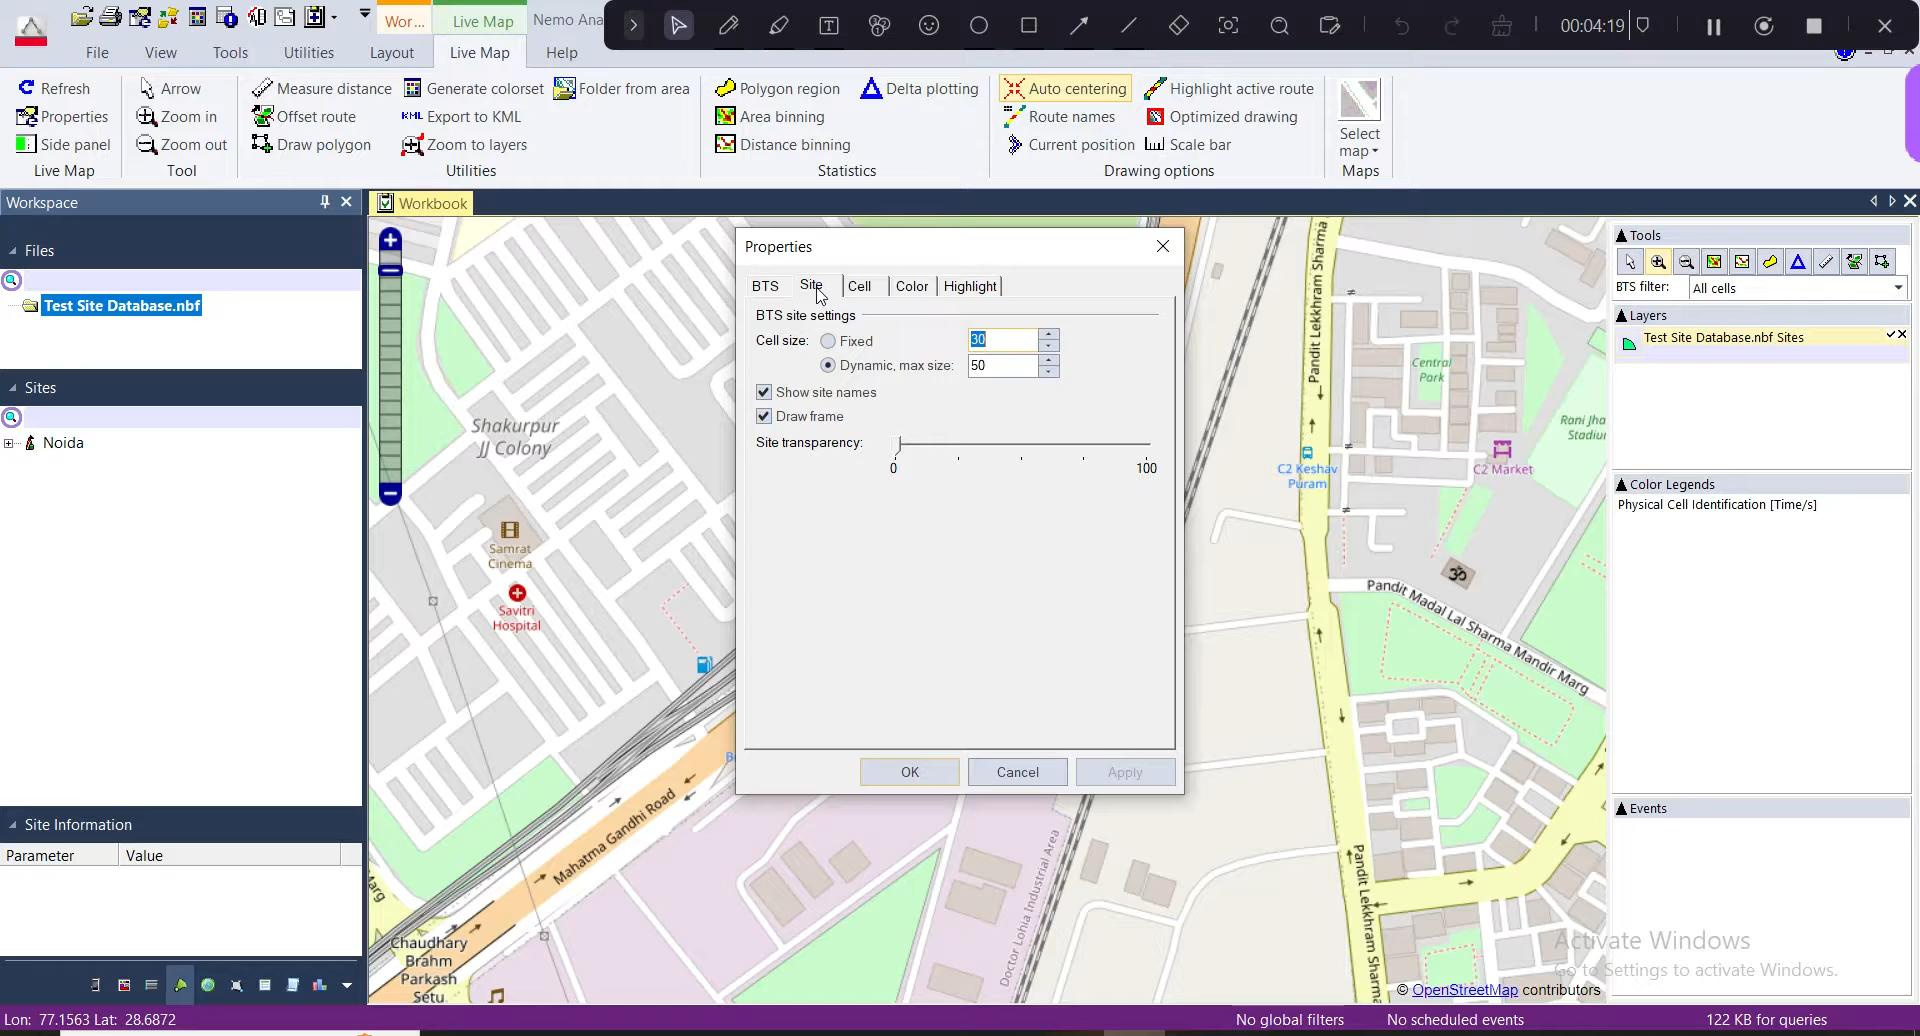 Wor...
Live Map
Nemo Ana
00:04:19
File
View
Tools
Utilities
Layout
Live Map
Help
Refresh
Properties
Side panel
Live Map
Arrow
Zoom in
Zoom out
Tool
Measure distance
Offset route
Draw polygon
Generate colorset
KML Export to KML
Zoom to layers
Folder from area
Utilities
Polygon region
Area binning
Distance binning
Delta plotting
Statistics
Auto centering
Route names
Current position
Highlight active route
Optimized drawing
Scale bar
Drawing options
Select
map
Maps
Workspace
Files
Test Site Database.nbf
Sites
Noida
Site Information
Parameter
Value
Workbook
Properties
BTS
Site
Cell
Color
Highlight
BTS site settings
Cell size:
Fixed
30
Dynamic, max size:
50
Show site names
Draw frame
Site transparency:
0
100
OK
Cancel
Apply
Shakurpur
JJ Colony
Samrat
Cinema
Savitri
Hospital
Mahatma Gandhi Road
Marg
Chaudhary
Brahm
Parkash
Setu
Doctor Lohia Industrial Area
Pandit Lekkhram Sharma
C2 Keshav
Puram
Central
Park
Rani Jha
Stadiu
C2 Market
ॐ
Pandit Madal Lal Sharma Mandir Marg
Pandit Lekkhram Sharma
© OpenStreetMap contributors
Tools
BTS filter:
All cells
Layers
Test Site Database.nbf Sites
Color Legends
Physical Cell Identification [Time/s]
Events
Activate Windows
Go to Settings to activate Windows.
Lon: 77.1563 Lat: 28.6872
No global filters
No scheduled events
122 KB for queries